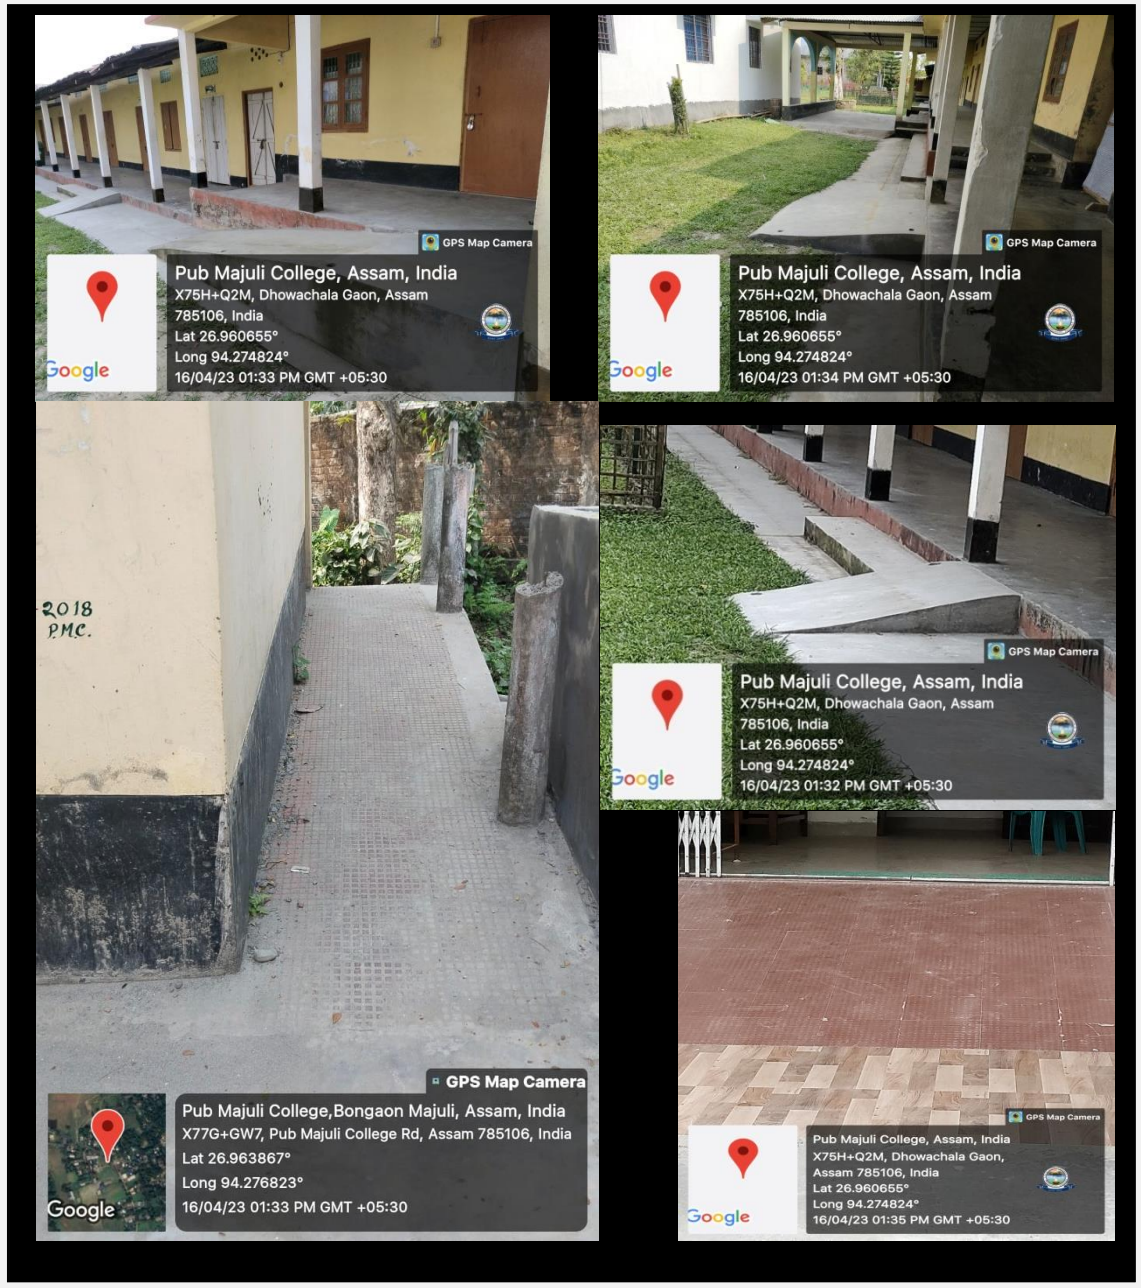 GPS Map Camera
Pub Majuli College, Assam, India
X75H+Q2M, Dhowachala Gaon, Assam
785106, India
Lat 26.960655°
Long 94.274824°
16/04/23 01:33 PM GMT +05:30
Google
GPS Map Camera
Pub Majuli College, Assam, India
X75H+Q2M, Dhowachala Gaon, Assam
785106, India
Lat 26.960655°
Long 94.274824°
16/04/23 01:34 PM GMT +05:30
Google
2018
P.M.C.
GPS Map Camera
Pub Majuli College,Bongaon Majuli, Assam, India
X77G+GW7, Pub Majuli College Rd, Assam 785106, India
Lat 26.963867°
Long 94.276823°
16/04/23 01:33 PM GMT +05:30
Google
GPS Map Camera
Pub Majuli College, Assam, India
X75H+Q2M, Dhowachala Gaon, Assam
785106, India
Lat 26.960655°
Long 94.274824°
16/04/23 01:32 PM GMT +05:30
Google
GPS Map Camera
Pub Majuli College, Assam, India
X75H+Q2M, Dhowachala Gaon,
Assam 785106, India
Lat 26.960655°
Long 94.274824°
16/04/23 01:35 PM GMT +05:30
Google